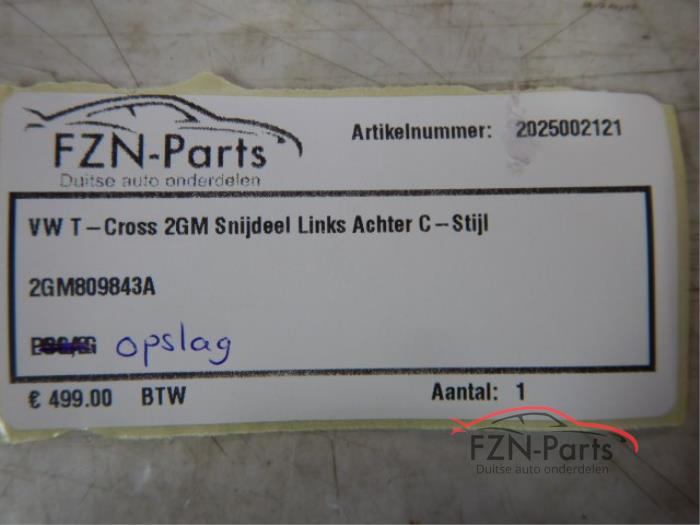 FZN-Parts
Duitse auto onderdelen
Artikelnummer: 2025002121
VW T-Cross 2GM Snijdeel Links Achter C-Stijl
2GM809843A
opslag
€ 499.00 BTW
Aantal: 1
FZN-Parts
Duitse auto onderdelen